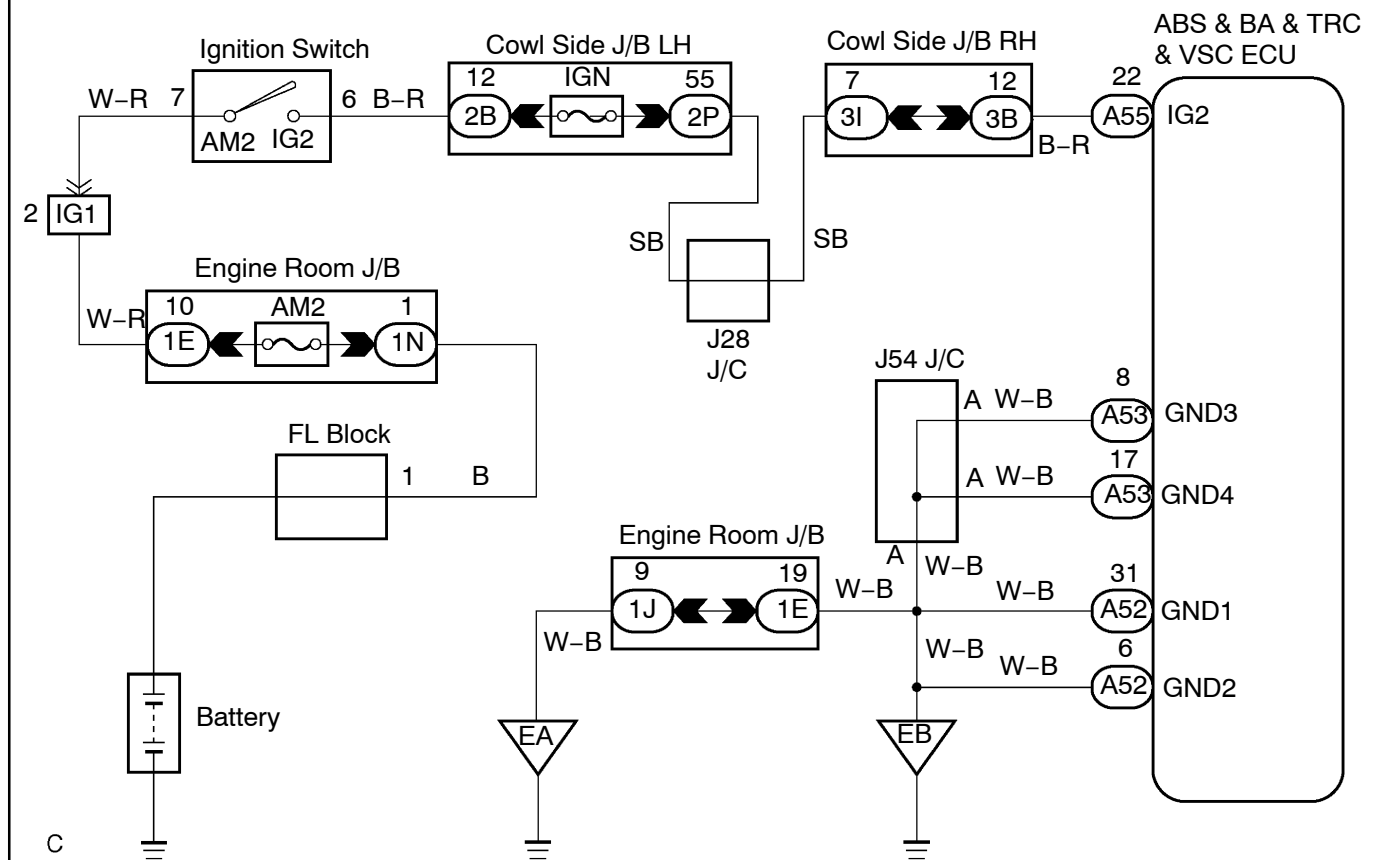 ABS & BA & TRC
& VSC ECU
Ignition Switch
Cowl Side J/B LH
Cowl Side J/B RH
W–R
7
AM2
IG2
6
B–R
12
2B
IGN
55
2P
7
3I
12
3B
B–R
22
A55
IG2
2
IG1
SB
J28
J/C
SB
Engine Room J/B
W–R
10
1E
AM2
1
1N
FL Block
1
B
J54 J/C
A
W–B
8
A53
GND3
A
W–B
17
A53
GND4
A
W–B
Engine Room J/B
9
1J
19
1E
W–B
W–B
31
A52
GND1
W–B
W–B
W–B
6
A52
GND2
Battery
EA
EB
C